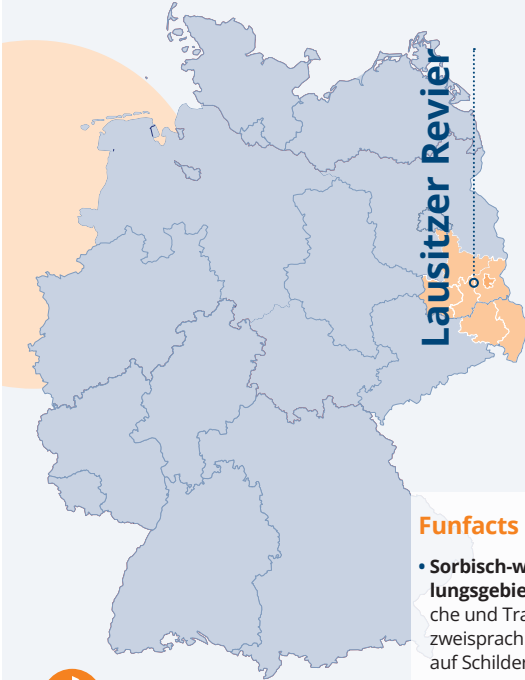 Lausitzer Revier
Funfacts
• Sorbisch-w
lungsgebie
che und Tra
zweisprach
auf Schilder